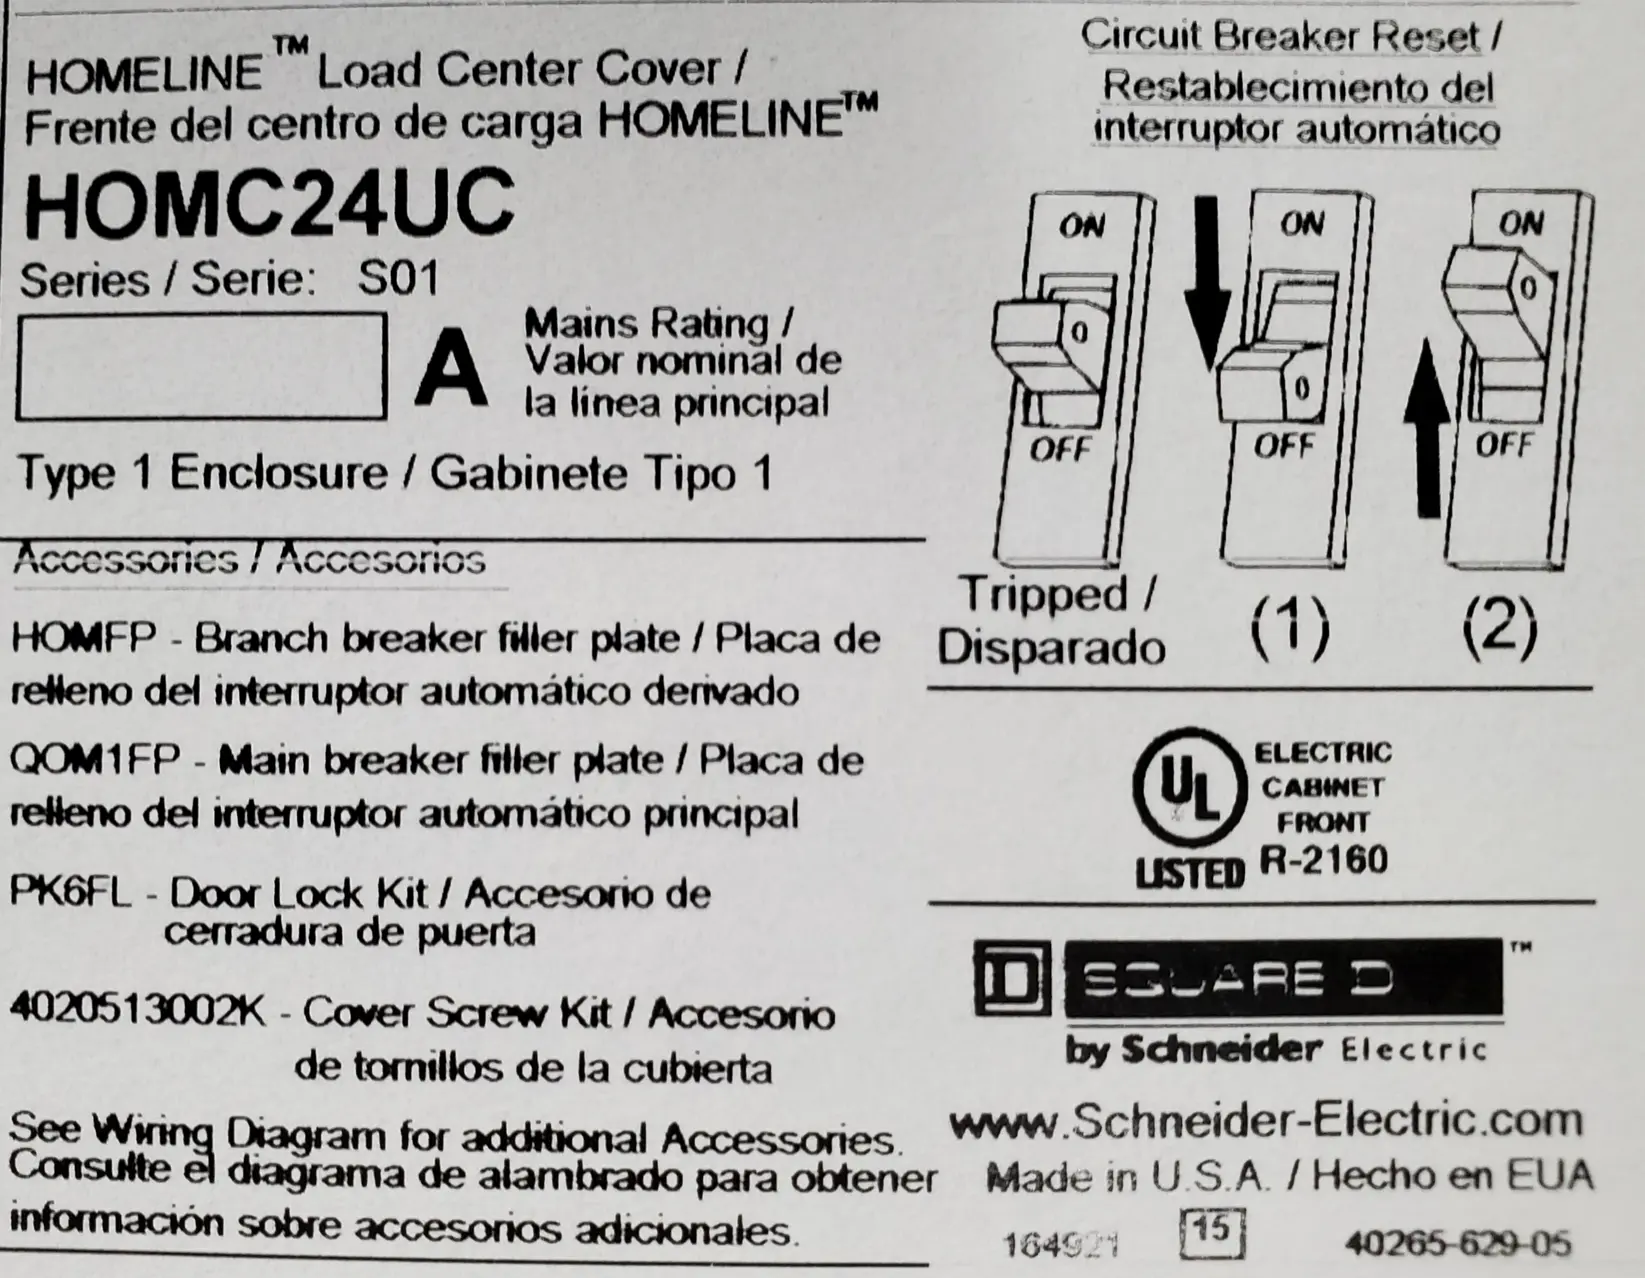 HOMELINE™ Load Center Cover /
Frente del centro de carga HOMELINE™
HOMC24UC
Series / Serie: S01
A
Mains Rating /
Valor nominal de
la línea principal
Type 1 Enclosure / Gabinete Tipo 1
Accessories / Accesorios
HOMFP - Branch breaker filler plate / Placa de
relleno del interruptor automático derivado
QOM1FP - Main breaker filler plate / Placa de
relleno del interruptor automático principal
PK6FL - Door Lock Kit / Accesorio de
cerradura de puerta
4020513002K - Cover Screw Kit / Accesorio
de tornillos de la cubierta
See Wiring Diagram for additional Accessories.
Consulte el diagrama de alambrado para obtener
información sobre accesorios adicionales.
Circuit Breaker Reset /
Restablecimiento del
interruptor automático
ON ON ON
0 0 0
OFF OFF OFF
Tripped /
Disparado
(1) (2)
UL
LISTED
ELECTRIC
CABINET
FRONT
R-2160
D SQUARE D™
by Schneider Electric
www.Schneider-Electric.com
Made in U.S.A. / Hecho en EUA
15 40265-629-05